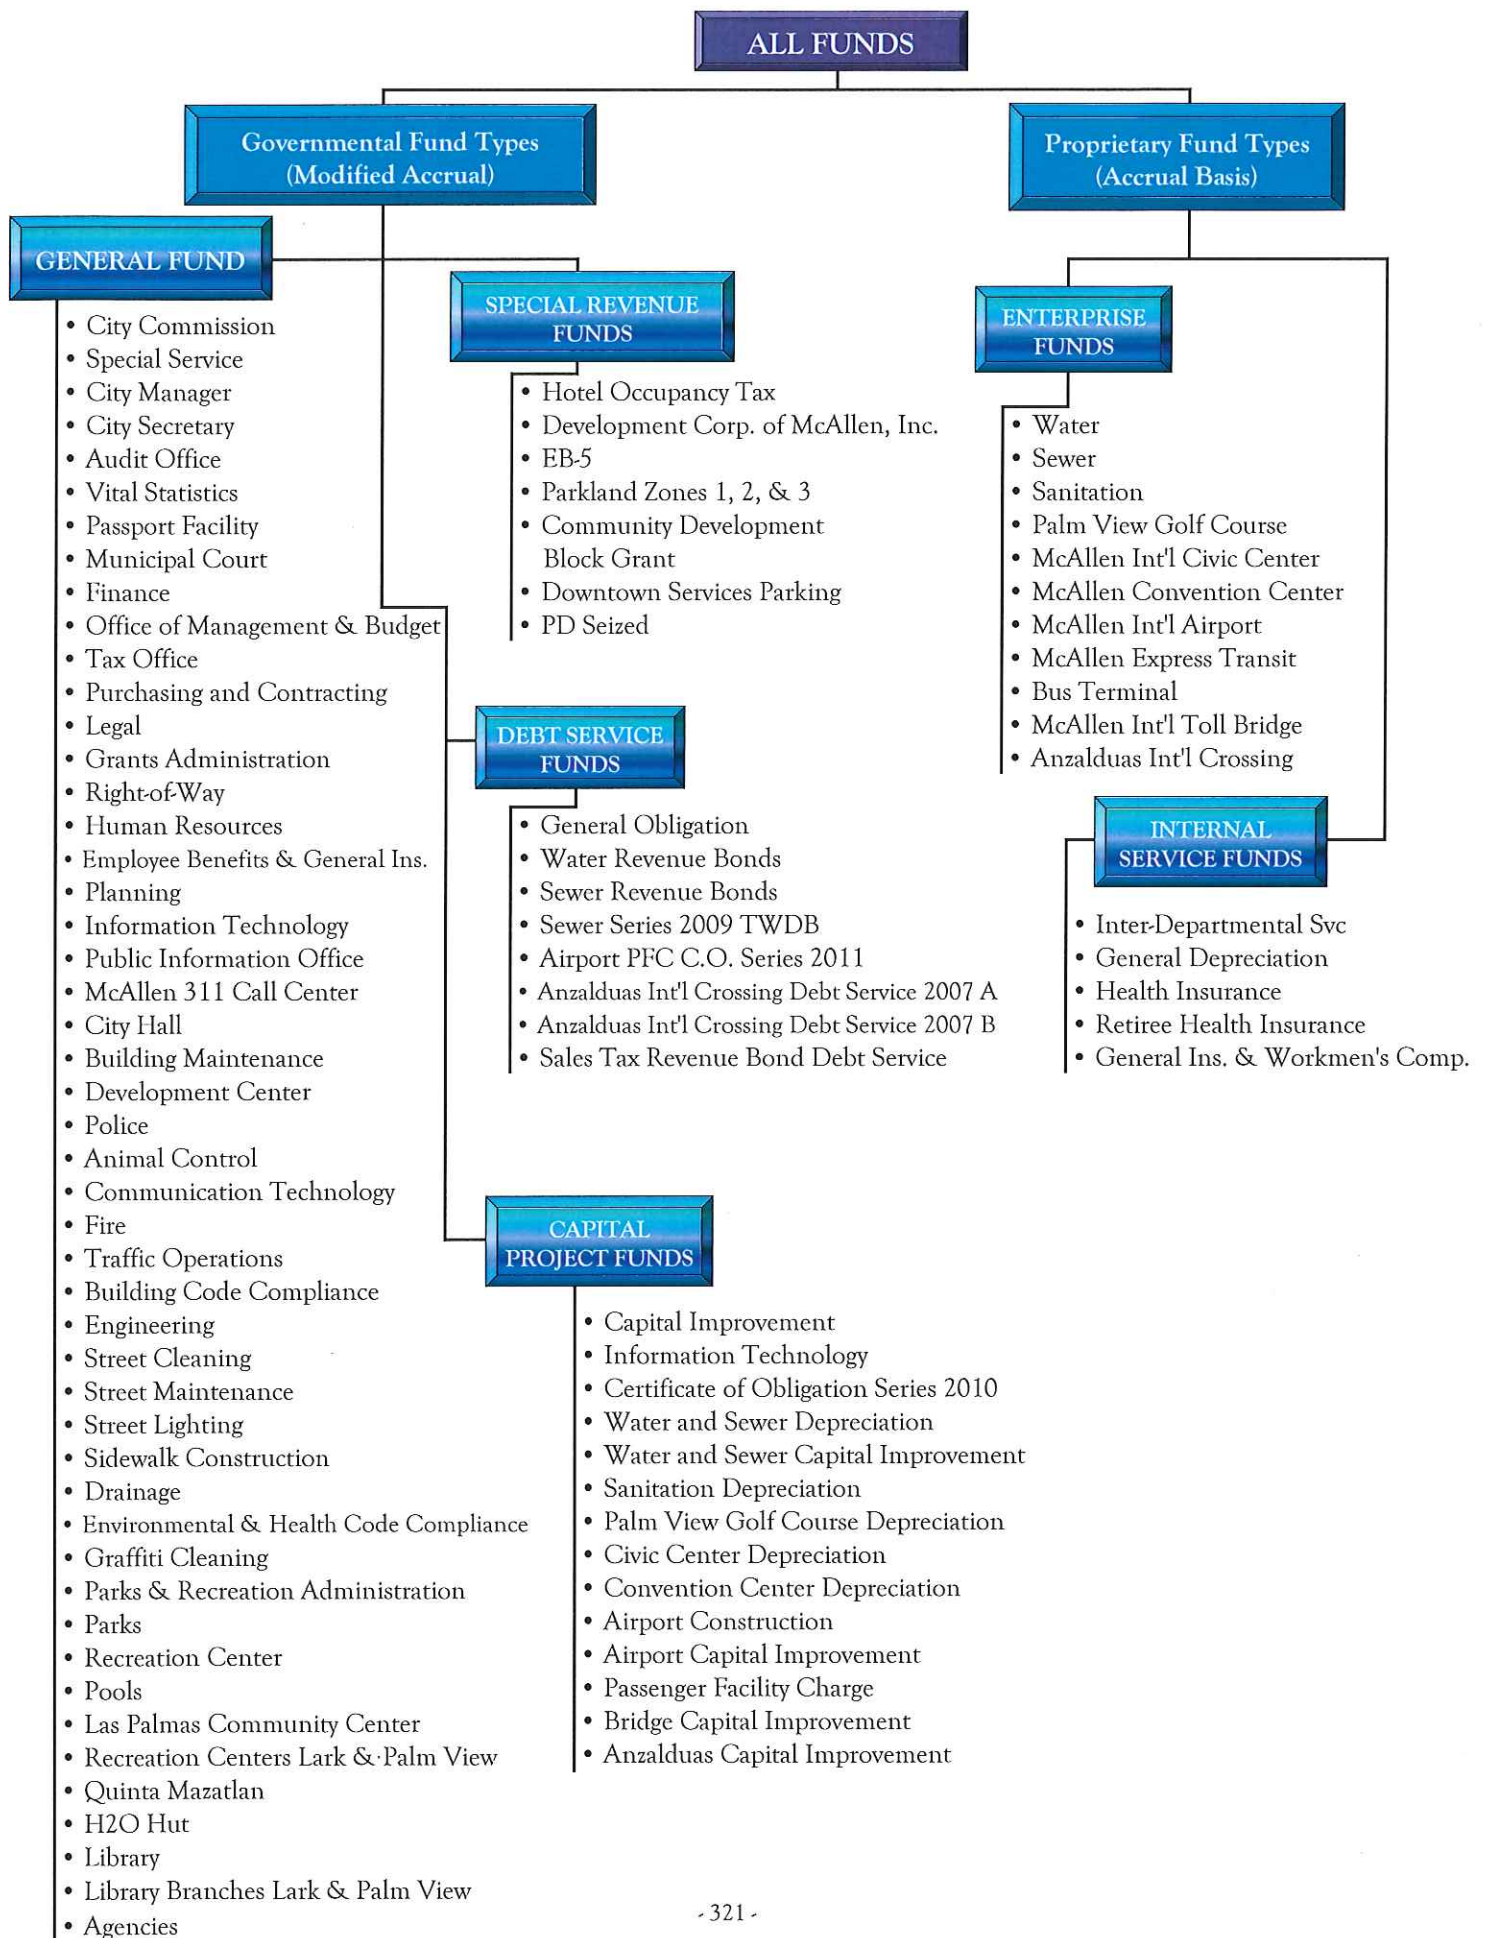 ALL FUNDS
Governmental Fund Types
(Modified Accrual)
Proprietary Fund Types
(Accrual Basis)
GENERAL FUND
• City Commission
• Special Service
• City Manager
• City Secretary
• Audit Office
• Vital Statistics
• Passport Facility
• Municipal Court
• Finance
• Office of Management & Budget
• Tax Office
• Purchasing and Contracting
• Legal
• Grants Administration
• Right-of-Way
• Human Resources
• Employee Benefits & General Ins.
• Planning
• Information Technology
• Public Information Office
• McAllen 311 Call Center
• City Hall
• Building Maintenance
• Development Center
• Police
• Animal Control
• Communication Technology
• Fire
• Traffic Operations
• Building Code Compliance
• Engineering
• Street Cleaning
• Street Maintenance
• Street Lighting
• Sidewalk Construction
• Drainage
• Environmental & Health Code Compliance
• Graffiti Cleaning
• Parks & Recreation Administration
• Parks
• Recreation Center
• Pools
• Las Palmas Community Center
• Recreation Centers Lark & Palm View
• Quinta Mazatlan
• H2O Hut
• Library
• Library Branches Lark & Palm View
• Agencies
SPECIAL REVENUE
FUNDS
• Hotel Occupancy Tax
• Development Corp. of McAllen, Inc.
• EB-5
• Parkland Zones 1, 2, & 3
• Community Development
Block Grant
• Downtown Services Parking
• PD Seized
DEBT SERVICE
FUNDS
• General Obligation
• Water Revenue Bonds
• Sewer Revenue Bonds
• Sewer Series 2009 TWDB
• Airport PFC C.O. Series 2011
• Anzalduas Int'l Crossing Debt Service 2007 A
• Anzalduas Int'l Crossing Debt Service 2007 B
• Sales Tax Revenue Bond Debt Service
CAPITAL
PROJECT FUNDS
• Capital Improvement
• Information Technology
• Certificate of Obligation Series 2010
• Water and Sewer Depreciation
• Water and Sewer Capital Improvement
• Sanitation Depreciation
• Palm View Golf Course Depreciation
• Civic Center Depreciation
• Convention Center Depreciation
• Airport Construction
• Airport Capital Improvement
• Passenger Facility Charge
• Bridge Capital Improvement
• Anzalduas Capital Improvement
ENTERPRISE
FUNDS
• Water
• Sewer
• Sanitation
• Palm View Golf Course
• McAllen Int'l Civic Center
• McAllen Convention Center
• McAllen Int'l Airport
• McAllen Express Transit
• Bus Terminal
• McAllen Int'l Toll Bridge
• Anzalduas Int'l Crossing
INTERNAL
SERVICE FUNDS
• Inter-Departmental Svc
• General Depreciation
• Health Insurance
• Retiree Health Insurance
• General Ins. & Workmen's Comp.
- 321 -